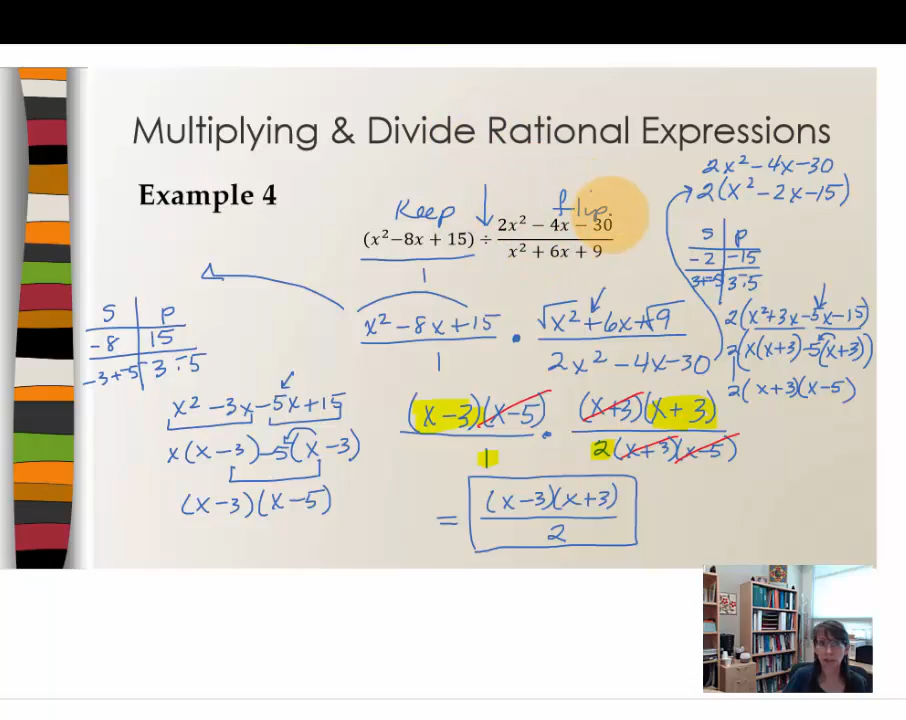 Multiplying & Divide Rational Expressions
Example 4
Keep ↓ flip
(x²−8x + 15) ÷ (2x² − 4x − 30)/(x² + 6x + 9)
1
2x² − 4x − 30
2(x² − 2x − 15)
S | P
−2 | −15
3+−5 | 3·−5
2(x²+3x−5x−15)
2(x(x+3)−5(x+3))
2(x+3)(x−5)
S | P
−8 | 15
−3+−5 | 3·−5
x² − 3x − 5x + 15
x(x−3)−5(x−3)
(x−3)(x−5)
(x² − 8x + 15)/1 · (√x² + 6x + √9)/(2x² − 4x − 30)
(x−3)(x−5)/1 · (x+3)(x+3)/2(x+3)(x−5)
= (x−3)(x+3)/2